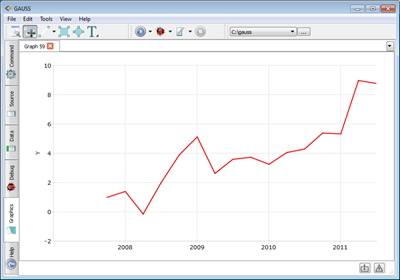 GAUSS
File Edit Tools View Help
C:\gauss ...
Graph 59
Command
Source
Data
Debug
Graphics
Help
10
8
6
4
2
0
-2
Y
2008 2009 2010 2011